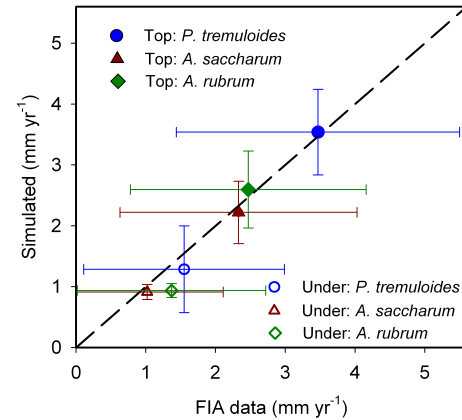 Top: P. tremuloides
Top: A. saccharum
Top: A. rubrum
5
4
3
2
1
0
Simulated (mm yr⁻¹)
Under: P. tremuloides
Under: A. saccharum
Under: A. rubrum
0 1 2 3 4 5
FIA data (mm yr⁻¹)